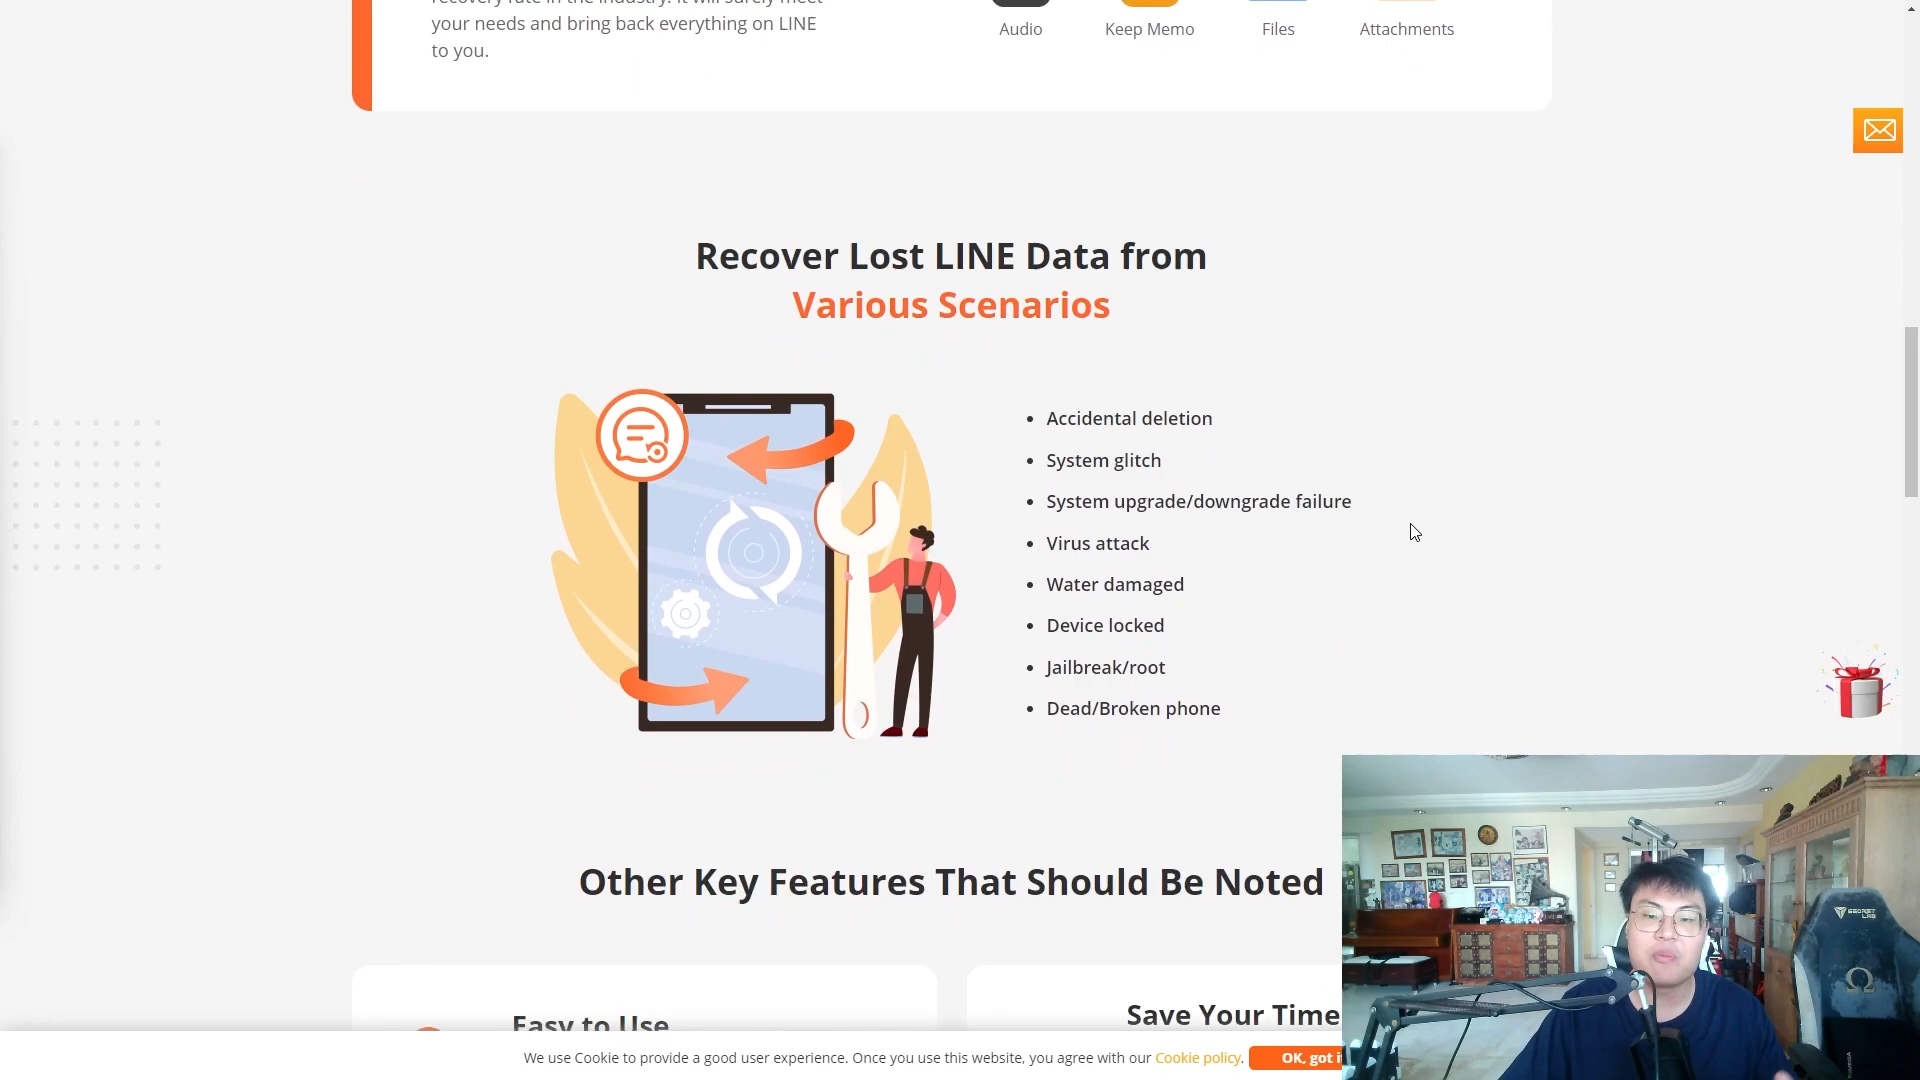 your needs and bring back everything on LINE
to you.
Audio
Keep Memo
Files
Attachments
Recover Lost LINE Data from
Various Scenarios
Accidental deletion
System glitch
System upgrade/downgrade failure
Virus attack
Water damaged
Device locked
Jailbreak/root
Dead/Broken phone
Other Key Features That Should Be Noted
Easy to Use
Save Your Time
We use Cookie to provide a good user experience. Once you use this website, you agree with our Cookie policy.
OK, got i
SECRET
LAB